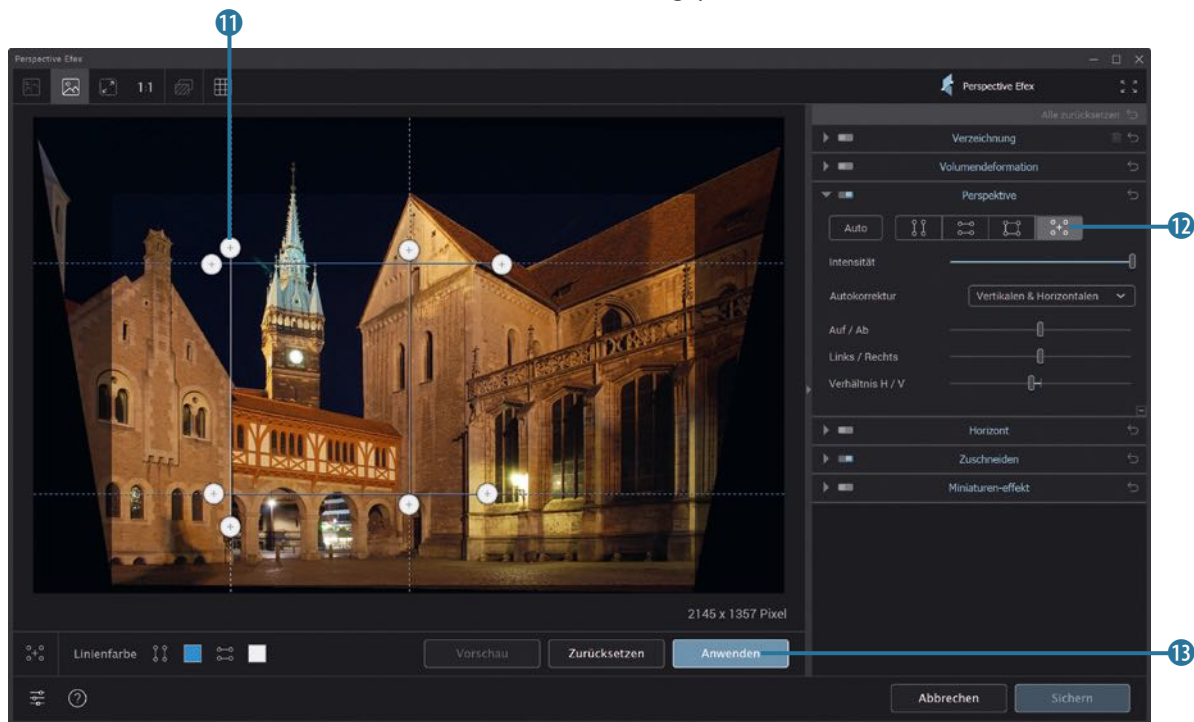 11
Perspective Efex
1:1
Perspective Efex
Alle zurücksetzen
Verzeichnung
Volumendeformation
Perspektive
Auto
12
Intensität
Autokorrektur Vertikalen & Horizontalen
Auf / Ab
Links / Rechts
Verhältnis H / V
Horizont
Zuschneiden
Miniaturen-effekt
2145 x 1357 Pixel
Linienfarbe
Vorschau Zurücksetzen Anwenden
13
Abbrechen Sichern